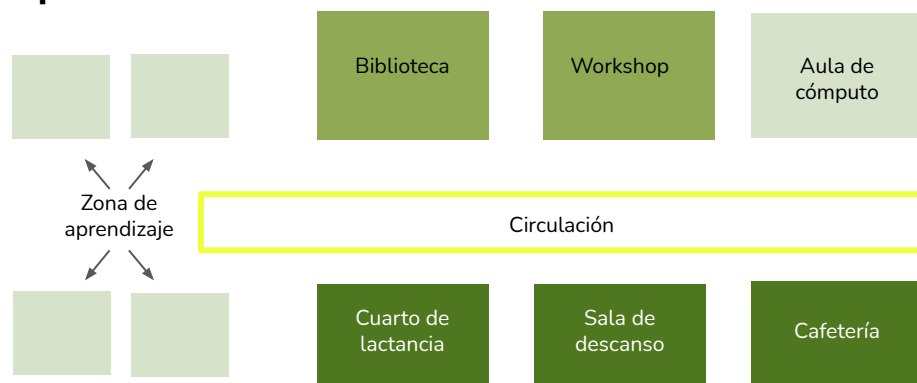 Biblioteca
Workshop
Aula de
cómputo
Zona de
aprendizaje
Circulación
Cuarto de
lactancia
Sala de
descanso
Cafetería